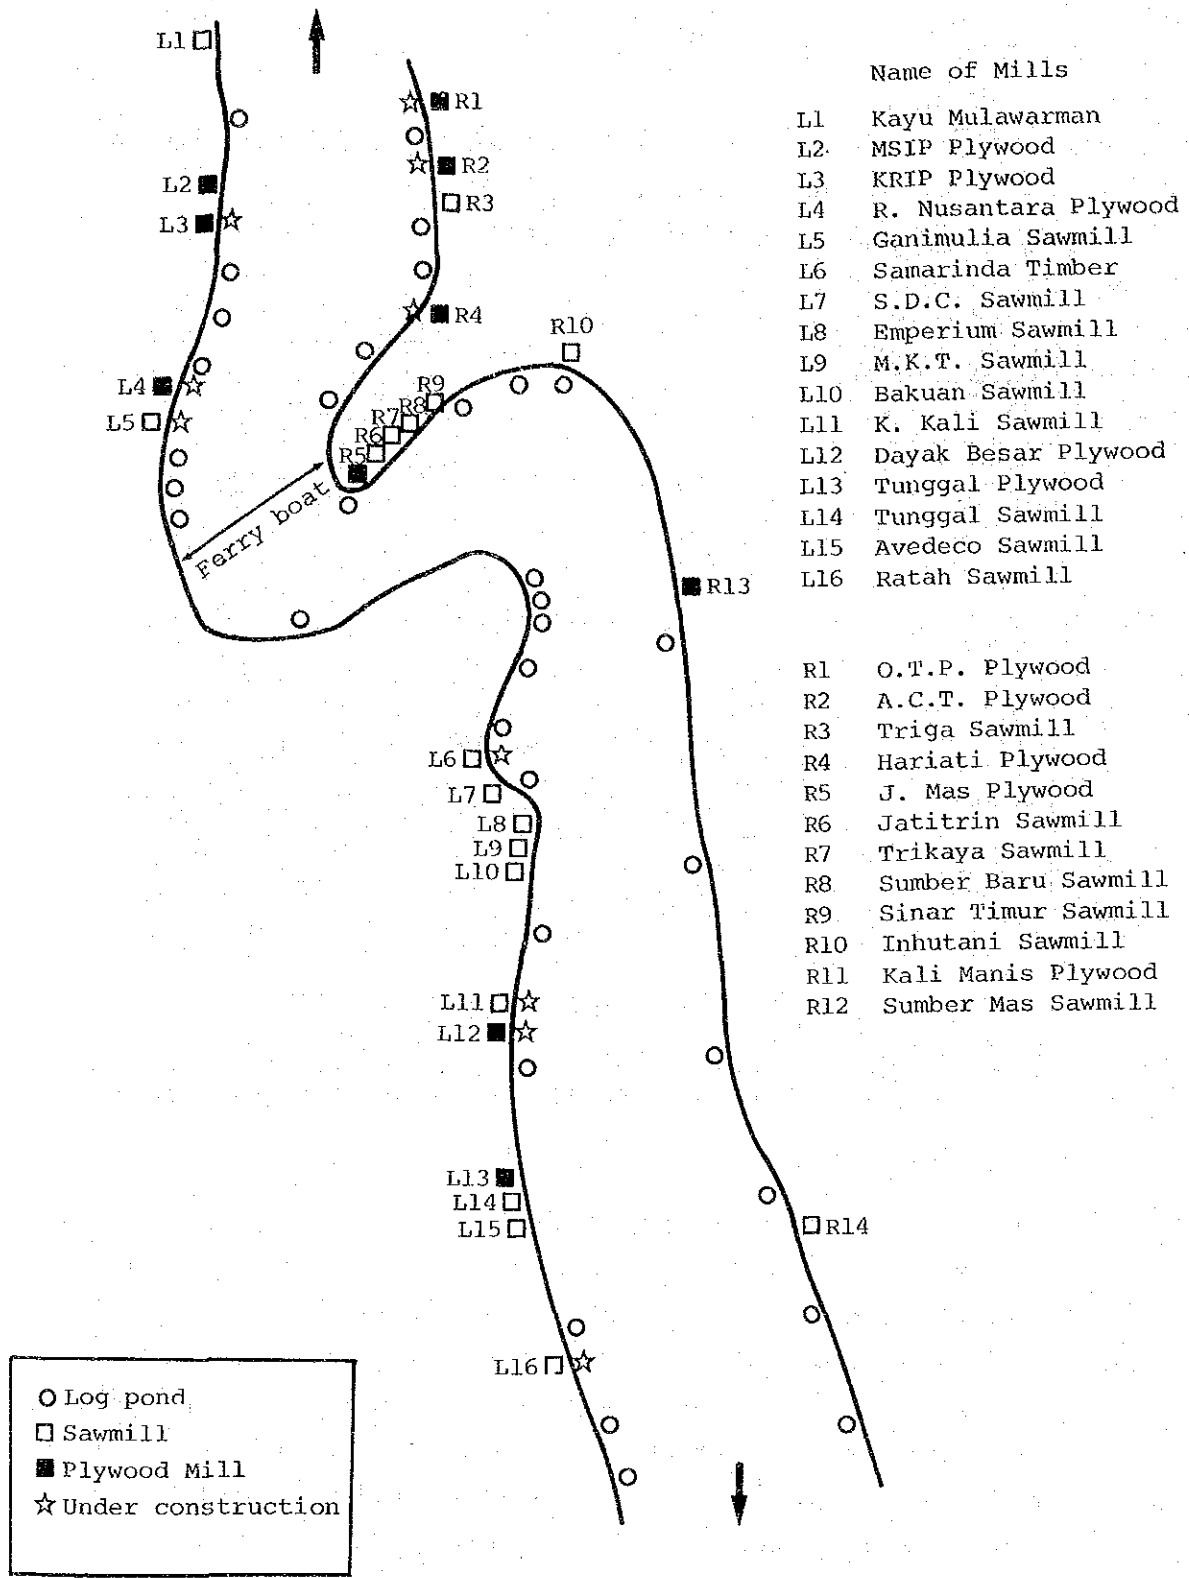 L1
L2
L3
L4
L5
Ferry boat
R1
R2
R3
R4
R10
R9
R8
R7
R6
R5
R13
L6
L7
L8
L9
L10
L11
L12
L13
L14
L15
R14
L16
Name of Mills
L1 Kayu Mulawarman
L2 MSIP Plywood
L3 KRIP Plywood
L4 R. Nusantara Plywood
L5 Ganimulia Sawmill
L6 Samarinda Timber
L7 S.D.C. Sawmill
L8 Emperium Sawmill
L9 M.K.T. Sawmill
L10 Bakuan Sawmill
L11 K. Kali Sawmill
L12 Dayak Besar Plywood
L13 Tunggal Plywood
L14 Tunggal Sawmill
L15 Avedeco Sawmill
L16 Ratah Sawmill
R1 O.T.P. Plywood
R2 A.C.T. Plywood
R3 Triga Sawmill
R4 Hariati Plywood
R5 J. Mas Plywood
R6 Jatitrin Sawmill
R7 Trikaya Sawmill
R8 Sumber Baru Sawmill
R9 Sinar Timur Sawmill
R10 Inhutani Sawmill
R11 Kali Manis Plywood
R12 Sumber Mas Sawmill
Log pond
Sawmill
Plywood Mill
Under construction